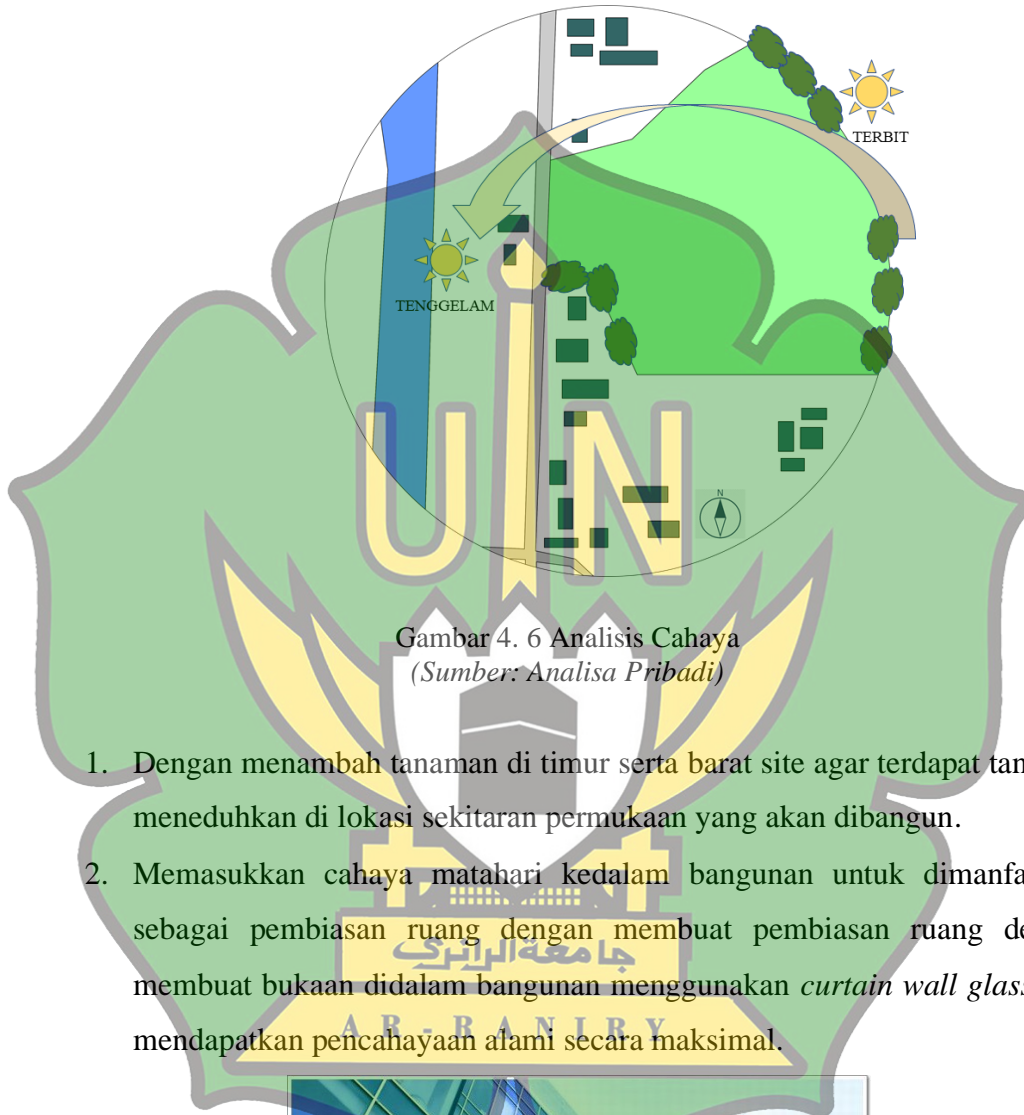 TERBIT
TENGGELAM
N
UIN
Gambar 4. 6 Analisis Cahaya
(Sumber: Analisa Pribadi)
1. Dengan menambah tanaman di timur serta barat site agar terdapat
meneduhkan di lokasi sekitaran permukaan yang akan dibangun.
2. Memasukkan cahaya matahari kedalam bangunan untuk
sebagai pembiasan ruang dengan membuat pembiasan ruang
membuat bukaan didalam bangunan menggunakan curtain wall glass
mendapatkan pencahayaan alami secara maksimal.
جامعة الرانري
AR-RANIRY